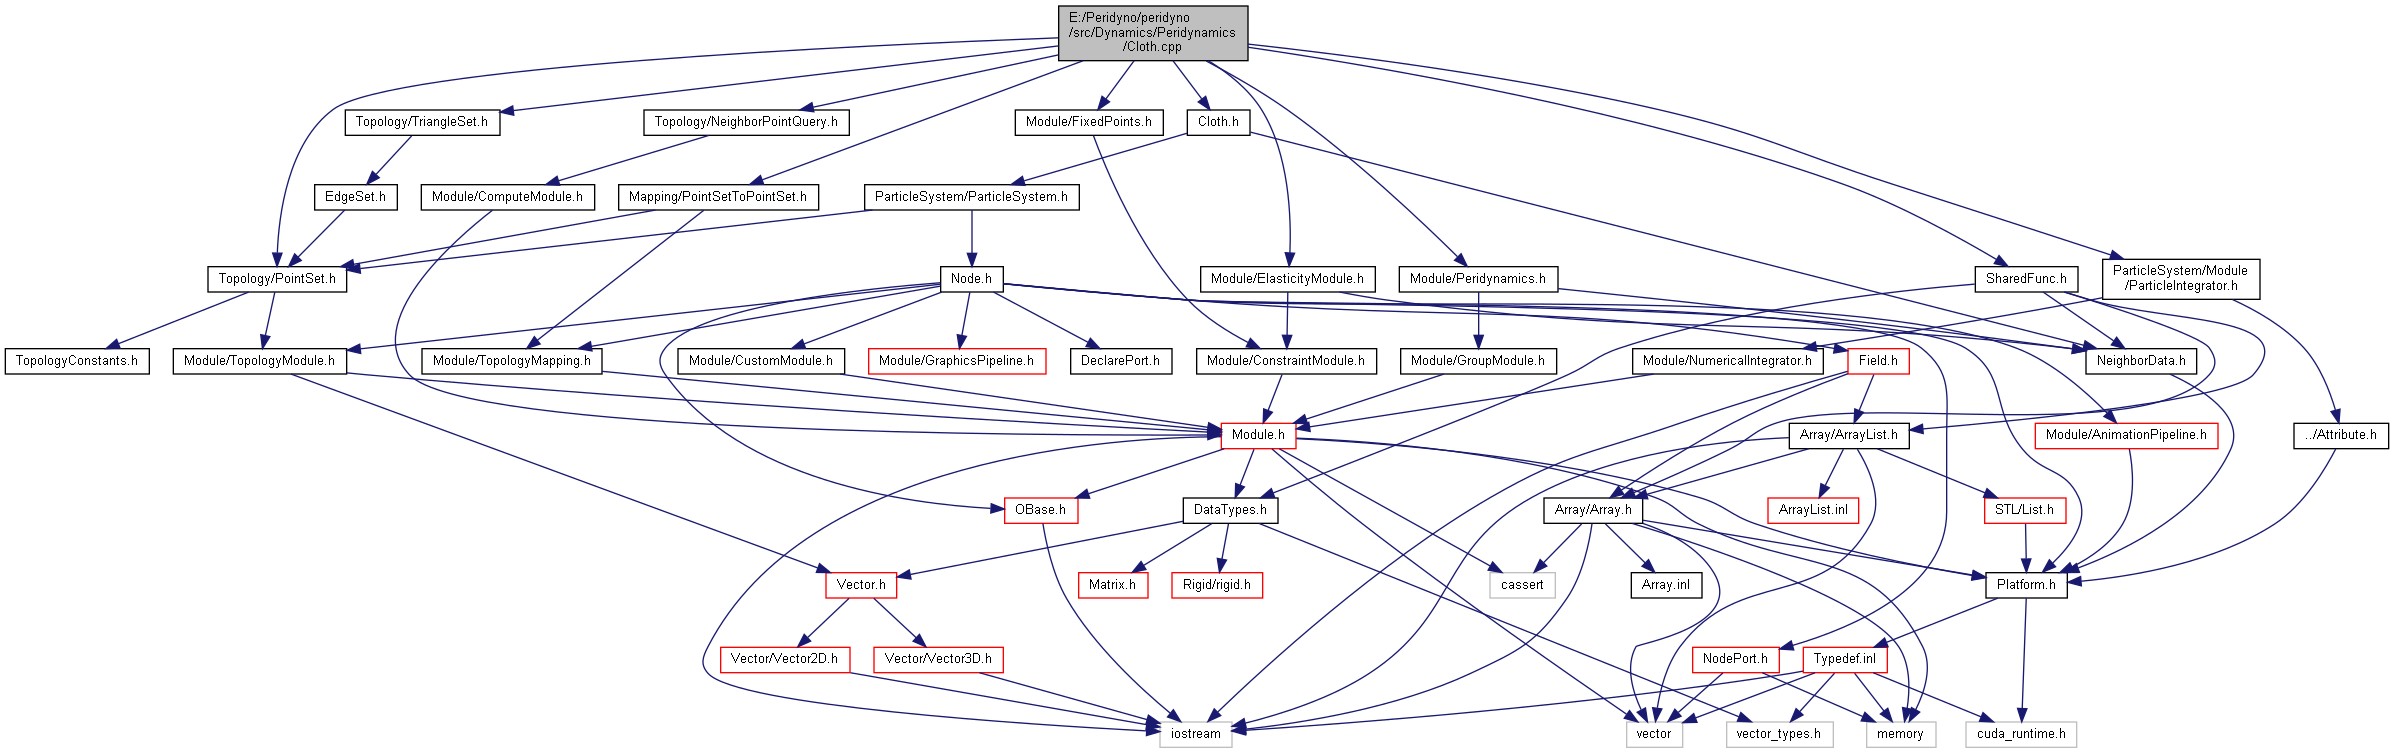 E:/Peridyno/peridyno
/src/Dynamics/Peridynamics
/Cloth.cpp
Topology/TriangleSet.h
Topology/NeighborPointQuery.h
Module/FixedPoints.h
Cloth.h
EdgeSet.h
Module/ComputeModule.h
Mapping/PointSetToPointSet.h
ParticleSystem/ParticleSystem.h
Topology/PointSet.h
Node.h
Module/ElasticityModule.h
Module/Peridynamics.h
SharedFunc.h
ParticleSystem/Module
/ParticleIntegrator.h
TopologyConstants.h
Module/TopologyModule.h
Module/TopologyMapping.h
Module/CustomModule.h
Module/GraphicsPipeline.h
DeclarePort.h
Module/ConstraintModule.h
Module/GroupModule.h
Module/NumericalIntegrator.h
Field.h
NeighborData.h
Module.h
Array/ArrayList.h
Module/AnimationPipeline.h
../Attribute.h
OBase.h
DataTypes.h
Array/Array.h
ArrayList.inl
STL/List.h
Vector.h
Matrix.h
Rigid/rigid.h
cassert
Array.inl
Platform.h
Vector/Vector2D.h
Vector/Vector3D.h
NodePort.h
Typedef.inl
iostream
vector
vector_types.h
memory
cuda_runtime.h